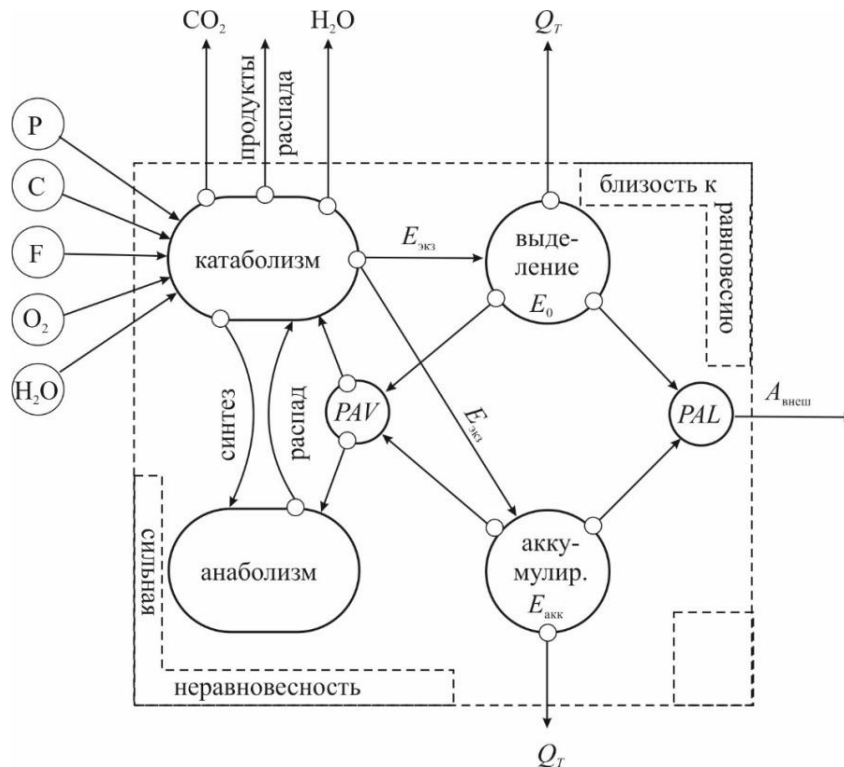 CO₂
продукты
распада
H₂O
Qₜ
P
C
F
O₂
H₂O
катаболизм
Eэкз
выде-
ление
E₀
близость к
равновесию
синтез
распад
PAV
Eэкз
PAL
Aвнеш
сильная
неравновесность
анаболизм
акку-
мулир.
Eакк
Qₜ